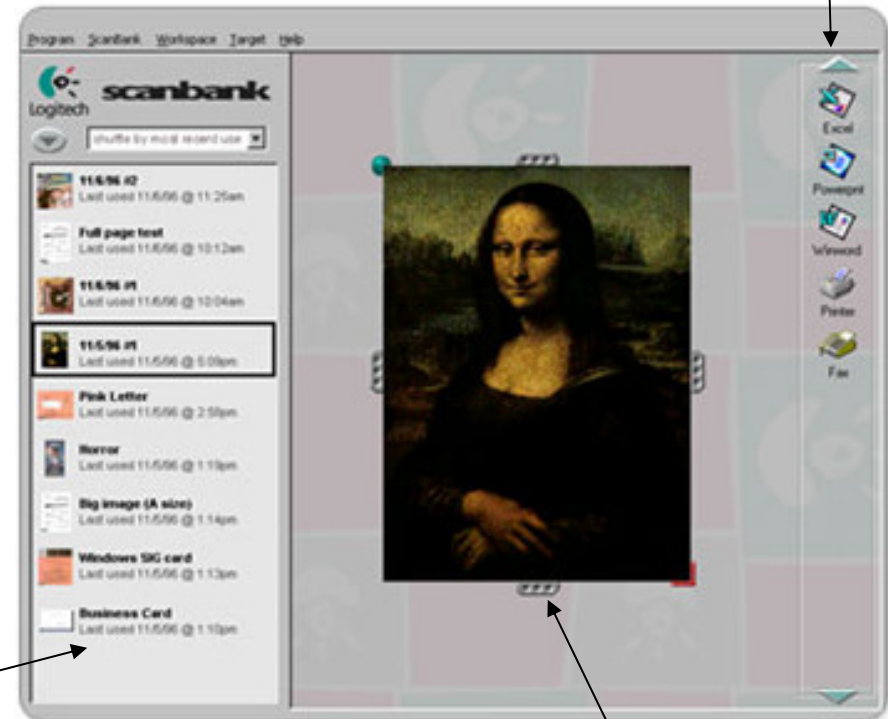 Program ScanBank Workspace Target Help
Logitech
scanbank
shuffle by most recent use
11/6/96 #2
Last used 11/6/96 @ 11:25am
Full page test
Last used 11/6/96 @ 10:12am
11/6/96 #1
Last used 11/6/96 @ 10:04am
11/5/96 #1
Last used 11/5/96 @ 5:09pm
Pink Letter
Last used 11/5/96 @ 2:58pm
Horror
Last used 11/5/96 @ 1:19pm
Big image (A size)
Last used 11/5/96 @ 1:14pm
Windows SIG card
Last used 11/5/96 @ 1:13pm
Business Card
Last used 11/5/96 @ 1:10pm
Excel
Powerpnt
Winword
Printer
Fax